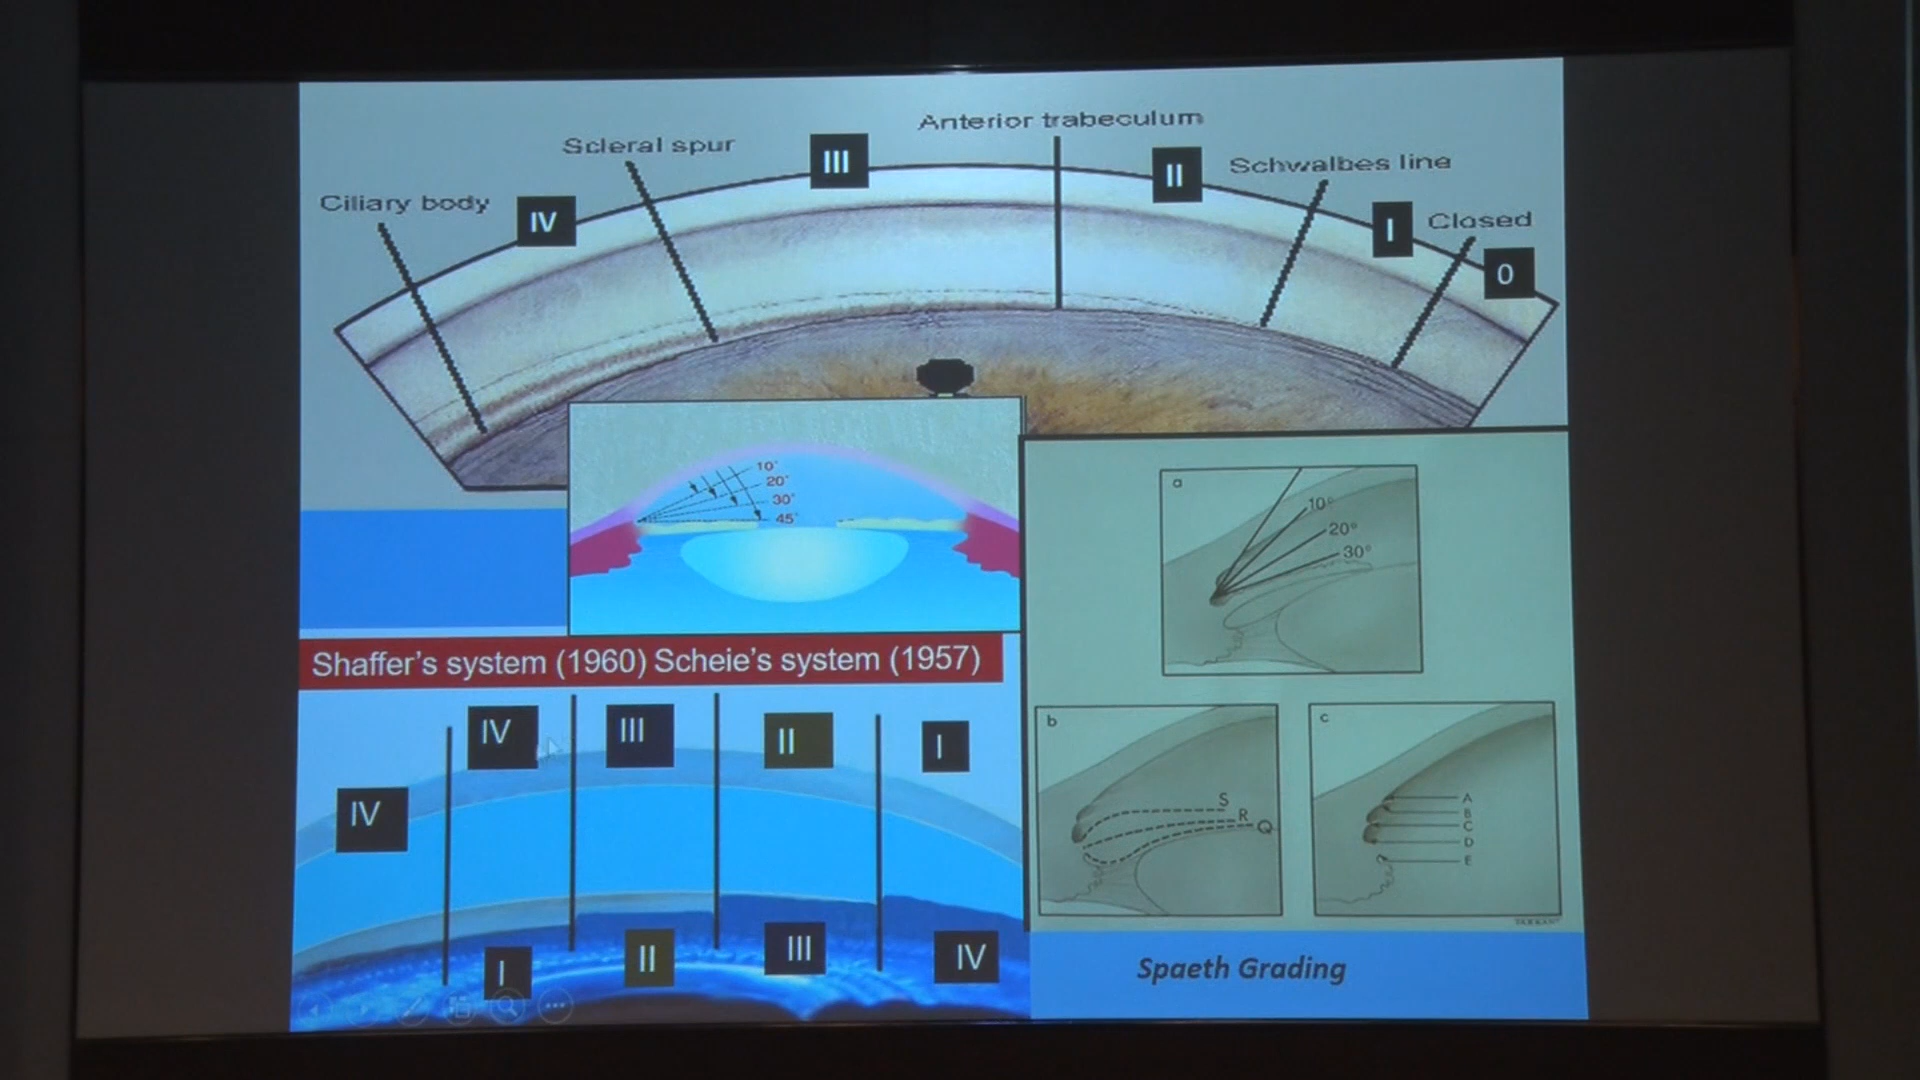 Anterior trabeculum
Scleral spur
III
II
Schwalbes line
Ciliary body
IV
I
Closed
0
10°
20°
30°
45°
a
10°
20°
30°
Shaffer's system (1960) Scheie's system (1957)
IV
III
II
I
IV
I
II
III
IV
b
S
R
Q
c
A
B
C
D
E
Spaeth Grading